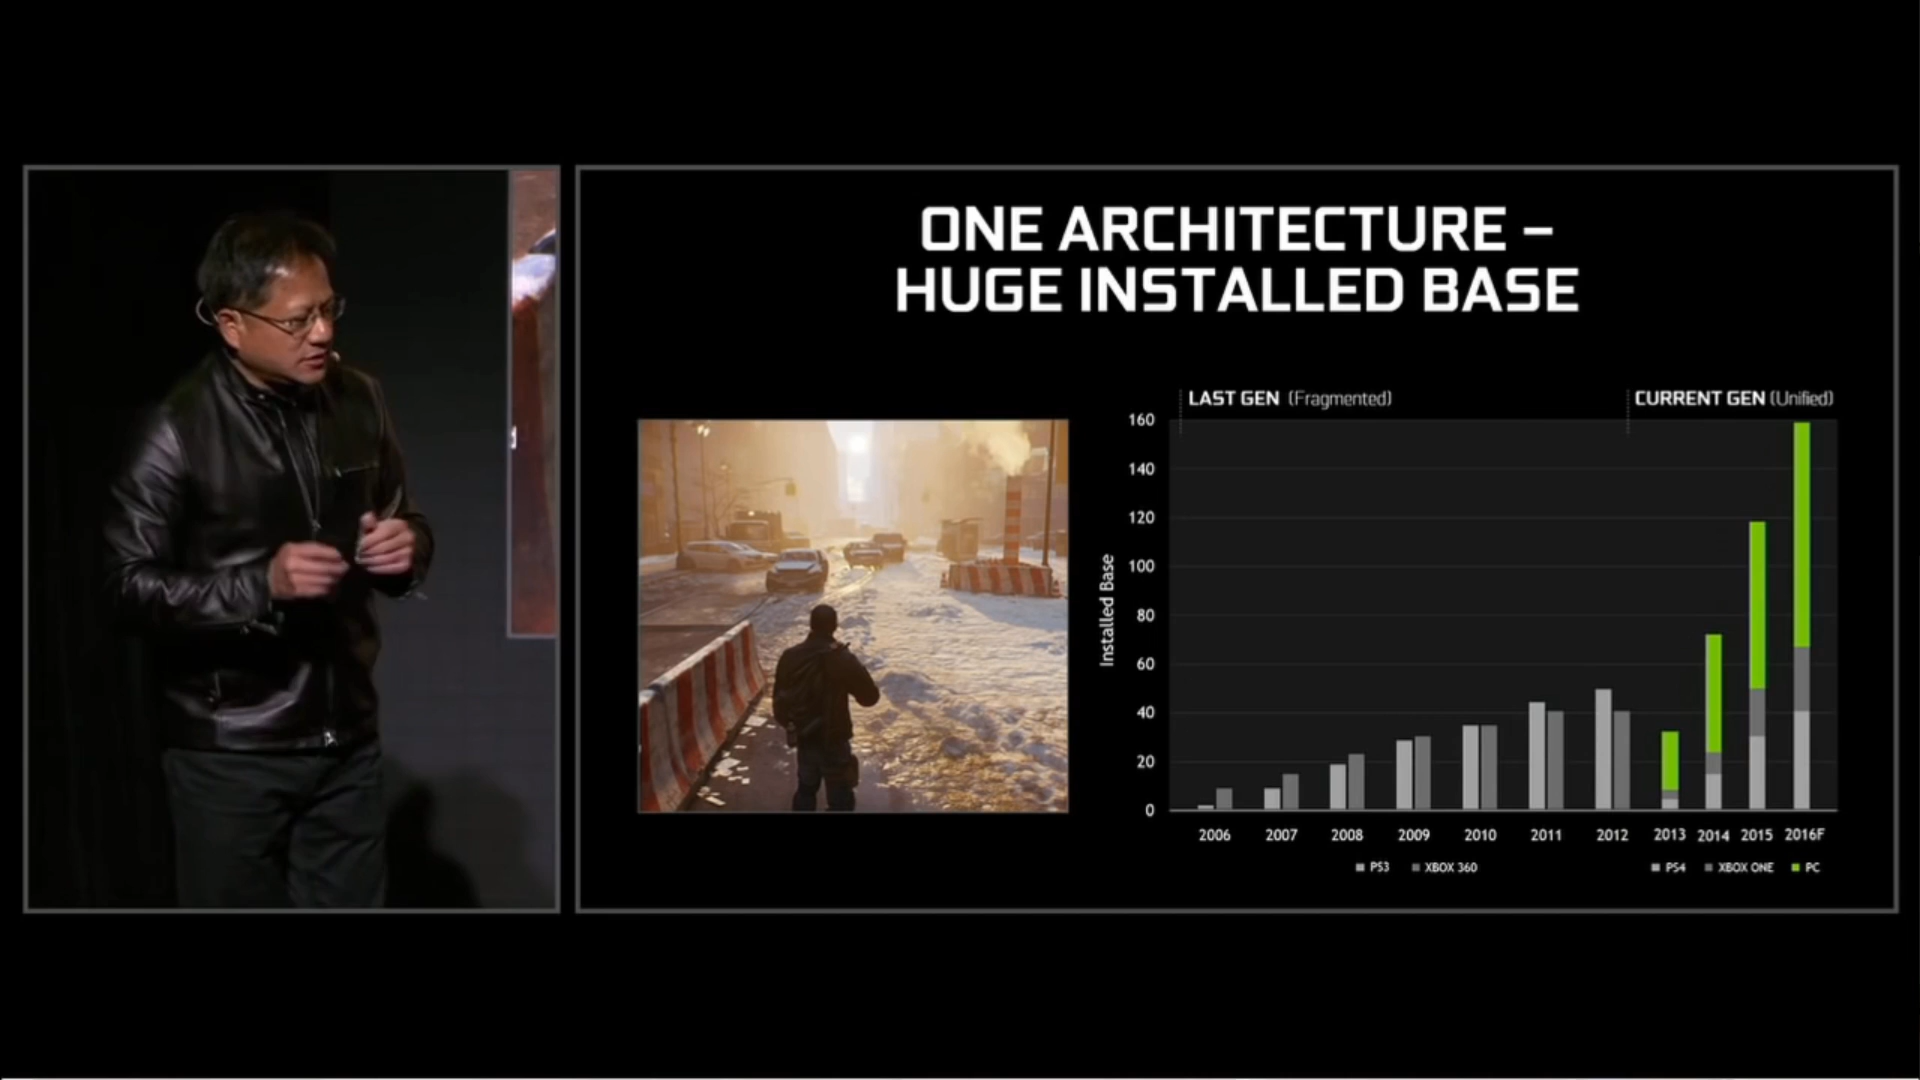 ONE ARCHITECTURE –
HUGE INSTALLED BASE
LAST GEN (Fragmented)
CURRENT GEN (Unified)
Installed Base
160
140
120
100
80
60
40
20
0
2006 2007 2008 2009 2010 2011 2012 2013 2014 2015 2016F
PS3 XBOX 360 PS4 XBOX ONE PC